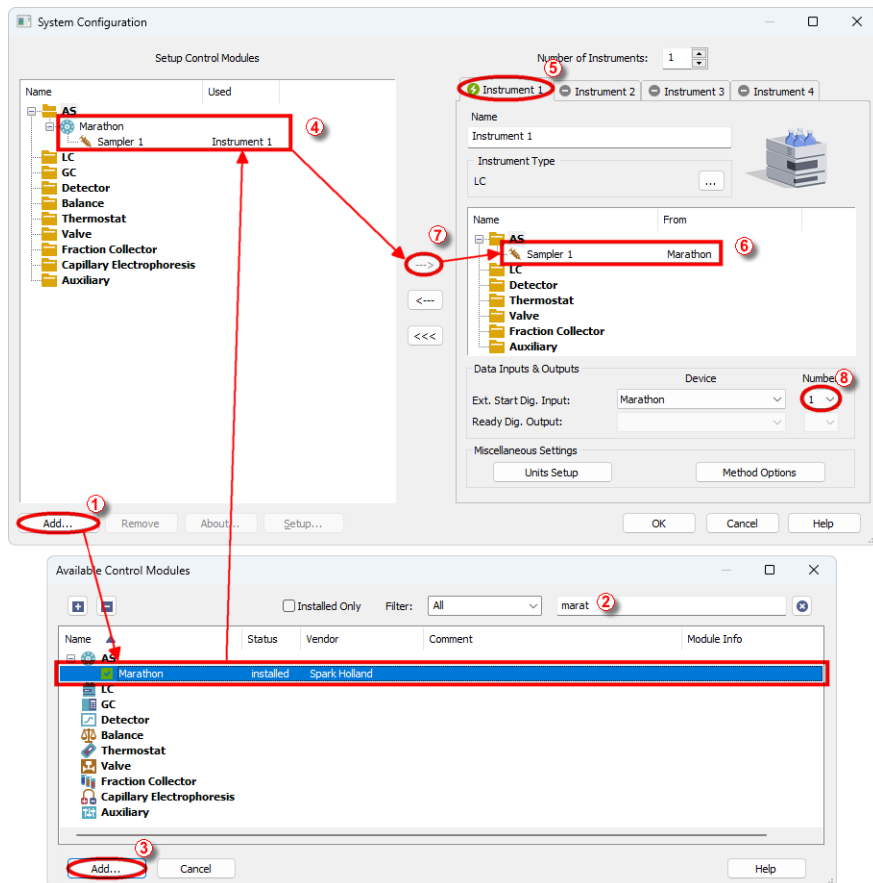 System Configuration
Setup Control Modules
Number of Instruments: 1
⑤
Name Used
AS
Marathon
Sampler 1 Instrument 1
④
LC
GC
Detector
Balance
Thermostat
Valve
Fraction Collector
Capillary Electrophoresis
Auxiliary
⑦
--->
<---
<<<
Instrument 1 Instrument 2 Instrument 3 Instrument 4
Name
Instrument 1
Instrument Type
LC ...
Name From
AS
Sampler 1 Marathon
⑥
LC
Detector
Thermostat
Valve
Fraction Collector
Auxiliary
Data Inputs & Outputs
Device Number
⑧
Ext. Start Dig. Input: Marathon 1
Ready Dig. Output:
Miscellaneous Settings
Units Setup Method Options
①
Add... Remove About... Setup... OK Cancel Help
Available Control Modules
Installed Only Filter: All marat ②
Name Status Vendor Comment Module Info
AS
Marathon installed Spark Holland
LC
GC
Detector
Balance
Thermostat
Valve
Fraction Collector
Capillary Electrophoresis
Auxiliary
③
Add... Cancel Help